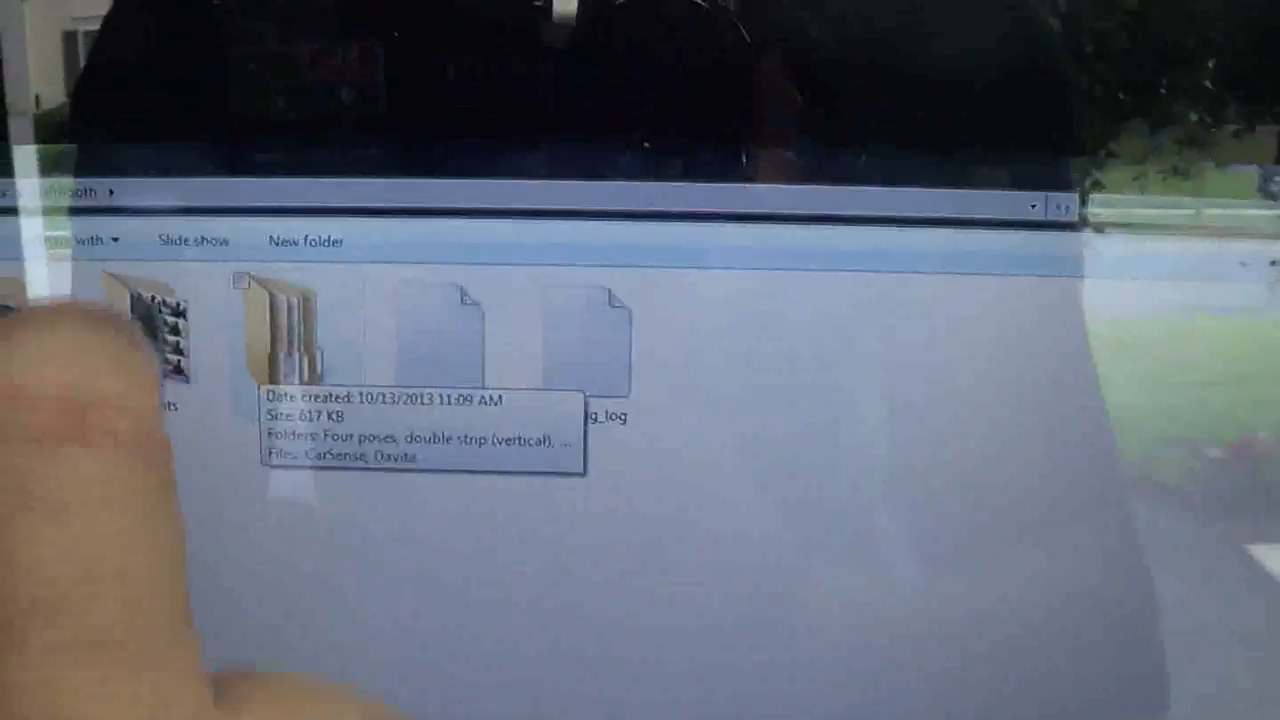 with
Slide show
New folder
Date created: 10/13/2013 11:09 AM
Size: 617 KB
Folders: Four poses, double strip (vertical), ...
Files: CarSense, Davita
g_log